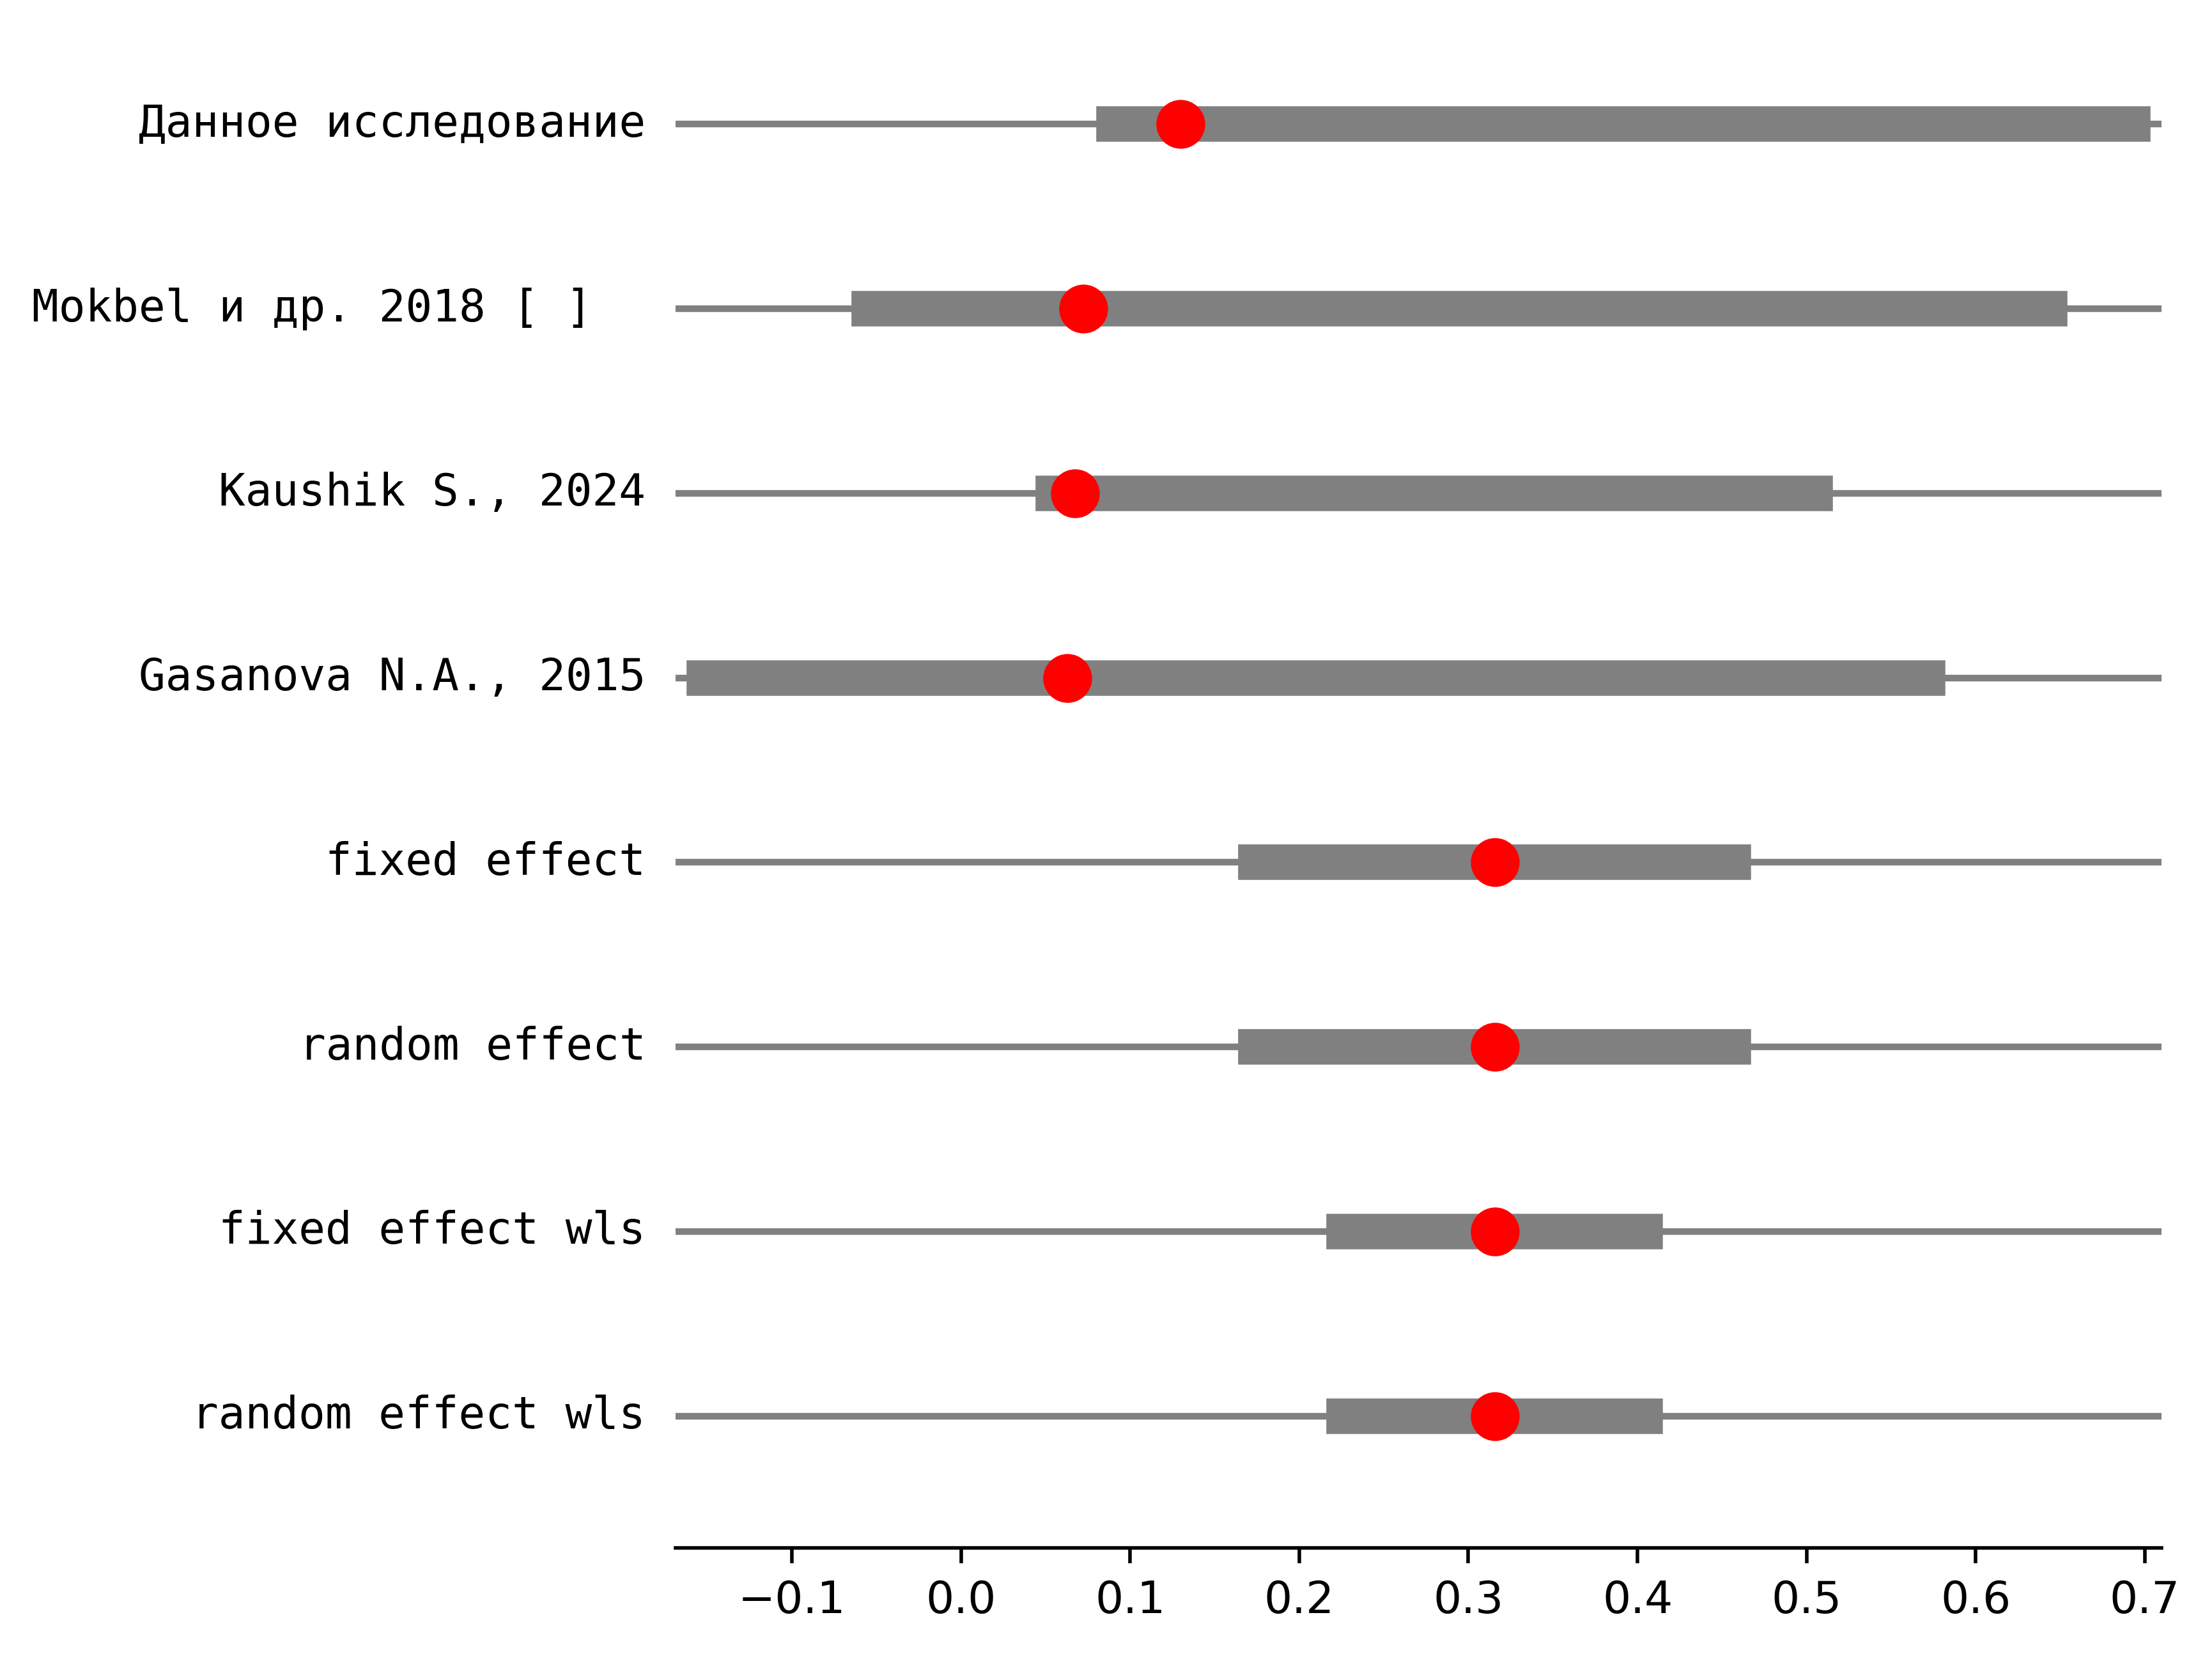 Данное исследование
Mokbel и др. 2018 [ ]
Kaushik S., 2024
Gasanova N.A., 2015
fixed effect
random effect
fixed effect wls
random effect wls
−0.1 0.0 0.1 0.2 0.3 0.4 0.5 0.6 0.7